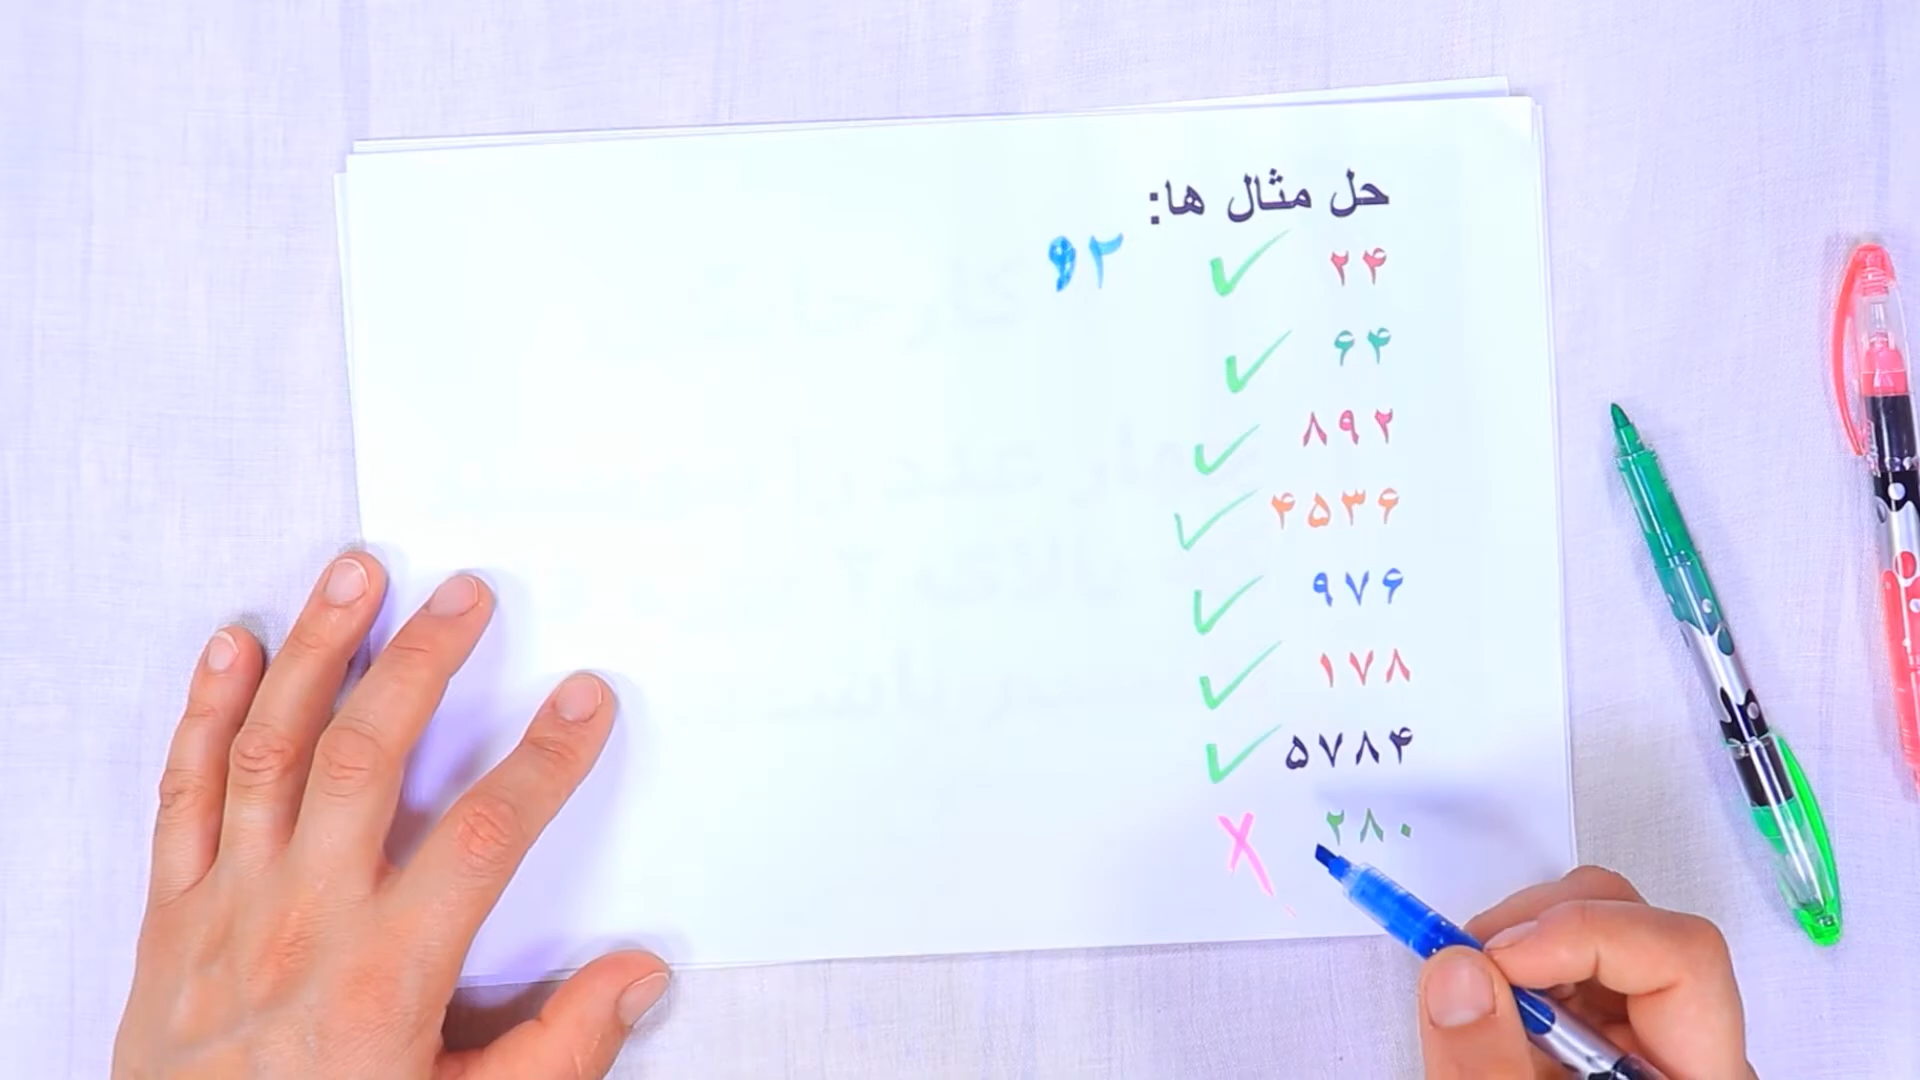 حل مثال ها:
۲۴ ✓ ۹۲
۶۴ ✓
۸۹۲ ✓
۴۵۳۶ ✓
۹۷۶ ✓
۱۷۸ ✓
۵۷۸۴ ✓
۲۸۰ X